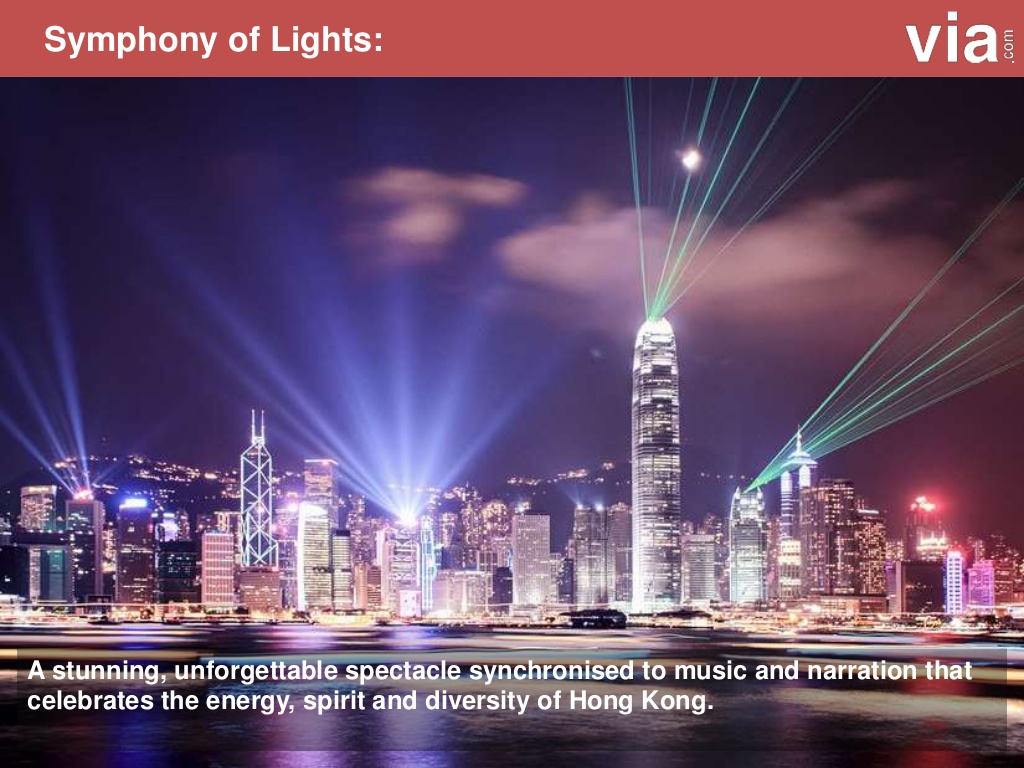 Symphony of Lights:
via.com
A stunning, unforgettable spectacle synchronised to music and narration that
celebrates the energy, spirit and diversity of Hong Kong.